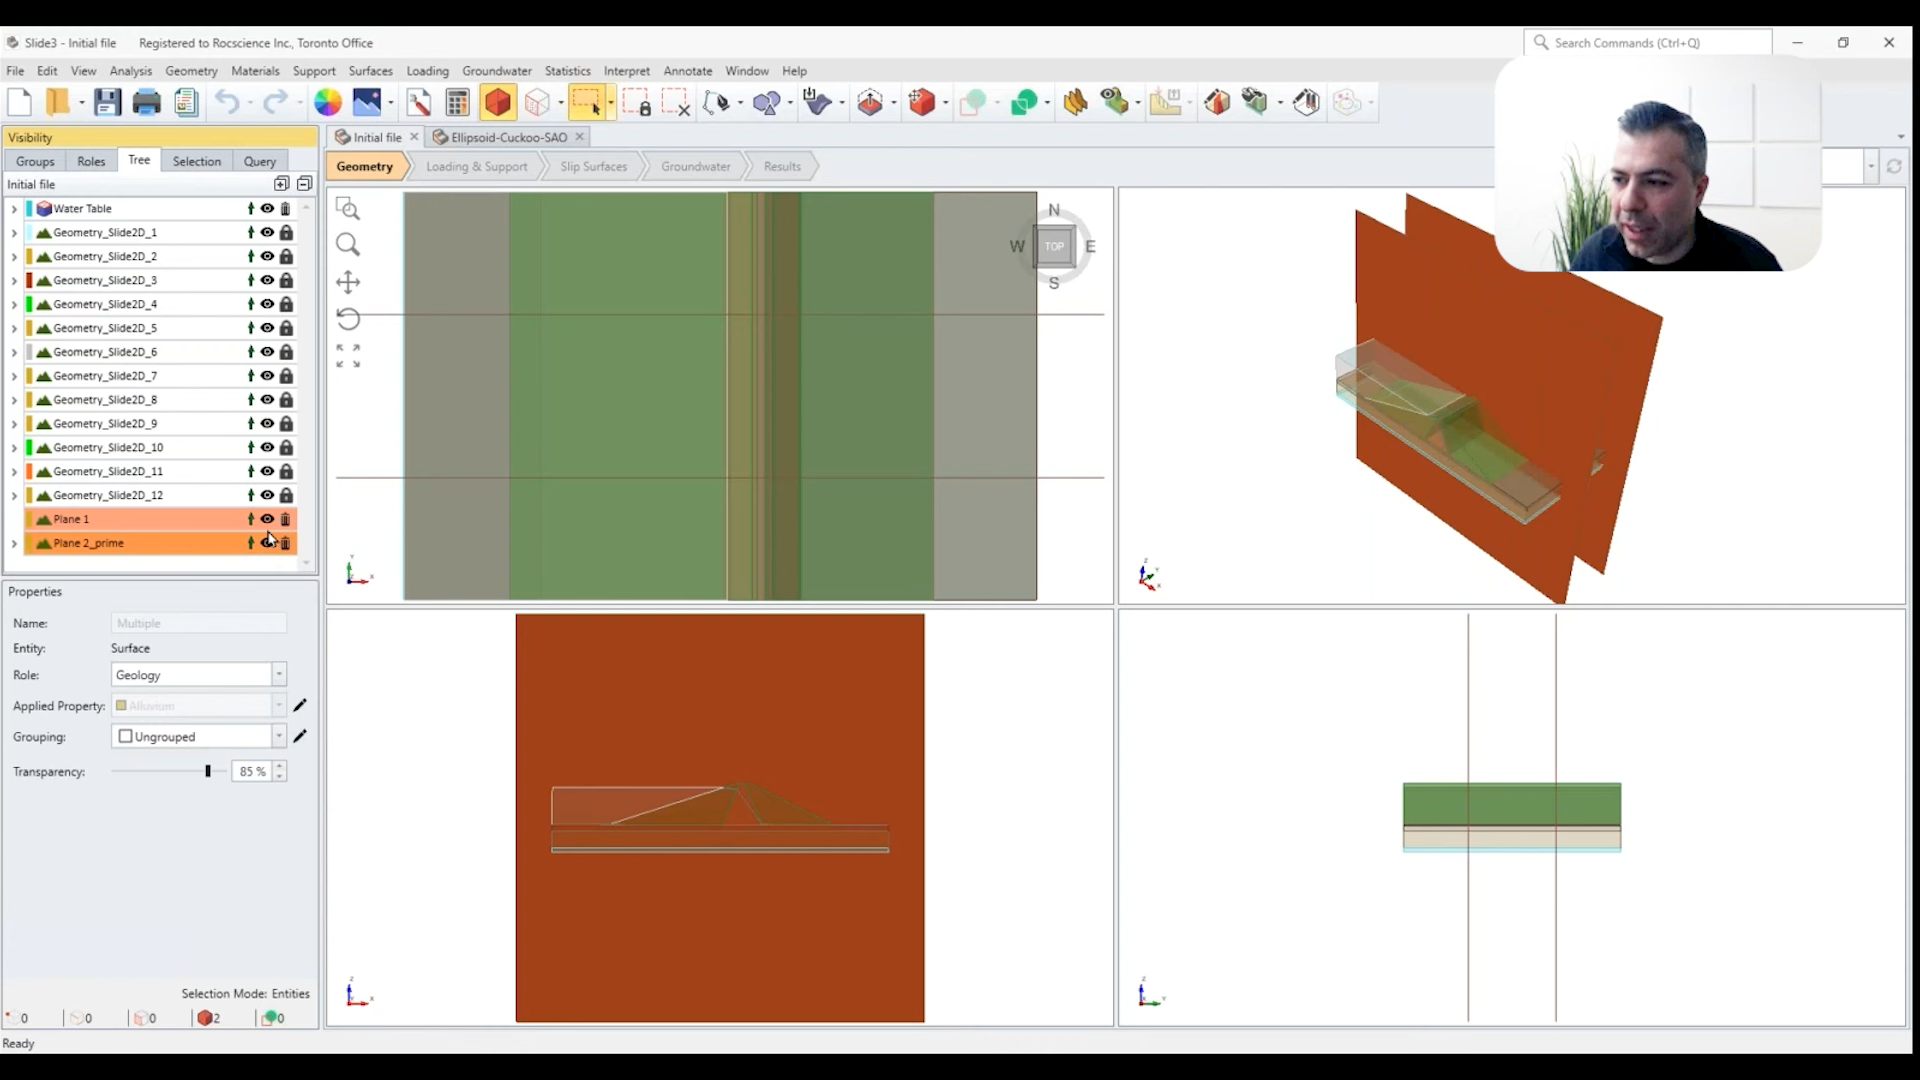 Slide3 - Initial file Registered to Rocscience Inc., Toronto Office
Search Commands (Ctrl+Q)
File Edit View Analysis Geometry Materials Support Surfaces Loading Groundwater Statistics Interpret Annotate Window Help
Visibility
Initial file Ellipsoid-Cuckoo-SAO
Groups Roles Tree Selection Query
Geometry Loading & Support Slip Surfaces Groundwater Results
Initial file
Water Table
Geometry_Slide2D_1
Geometry_Slide2D_2
Geometry_Slide2D_3
Geometry_Slide2D_4
Geometry_Slide2D_5
Geometry_Slide2D_6
Geometry_Slide2D_7
Geometry_Slide2D_8
Geometry_Slide2D_9
Geometry_Slide2D_10
Geometry_Slide2D_11
Geometry_Slide2D_12
Plane 1
Plane 2_prime
N
W TOP E
S
Properties
Name: Multiple
Entity: Surface
Role: Geology
Applied Property: Alluvium
Grouping: Ungrouped
Transparency: 85 %
Selection Mode: Entities
0 0 0 2 0
Ready